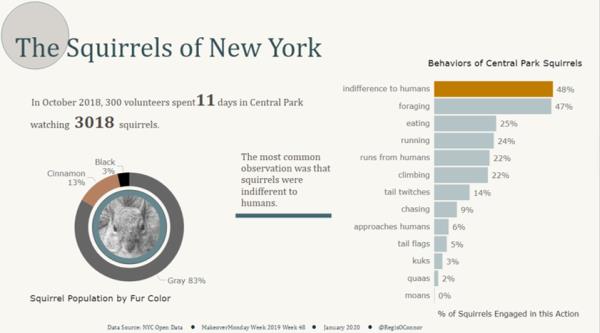 The Squirrels of New York
In October 2018, 300 volunteers spent 11 days in Central Park
watching 3018 squirrels.
Black
3%
Cinnamon
13%
Gray 83%
Squirrel Population by Fur Color
The most common
observation was that
squirrels were
indifferent to
humans.
Behaviors of Central Park Squirrels
indifference to humans 48%
foraging 47%
eating 25%
running 24%
runs from humans 22%
climbing 22%
tail twitches 14%
chasing 9%
approaches humans 6%
tail flags 5%
kuks 3%
quaas 2%
moans 0%
% of Squirrels Engaged in this Action
Data Source: NYC Open Data ● MakeoverMonday Week 2019 Week 48 ● January 2020 ● @RegisOConnor